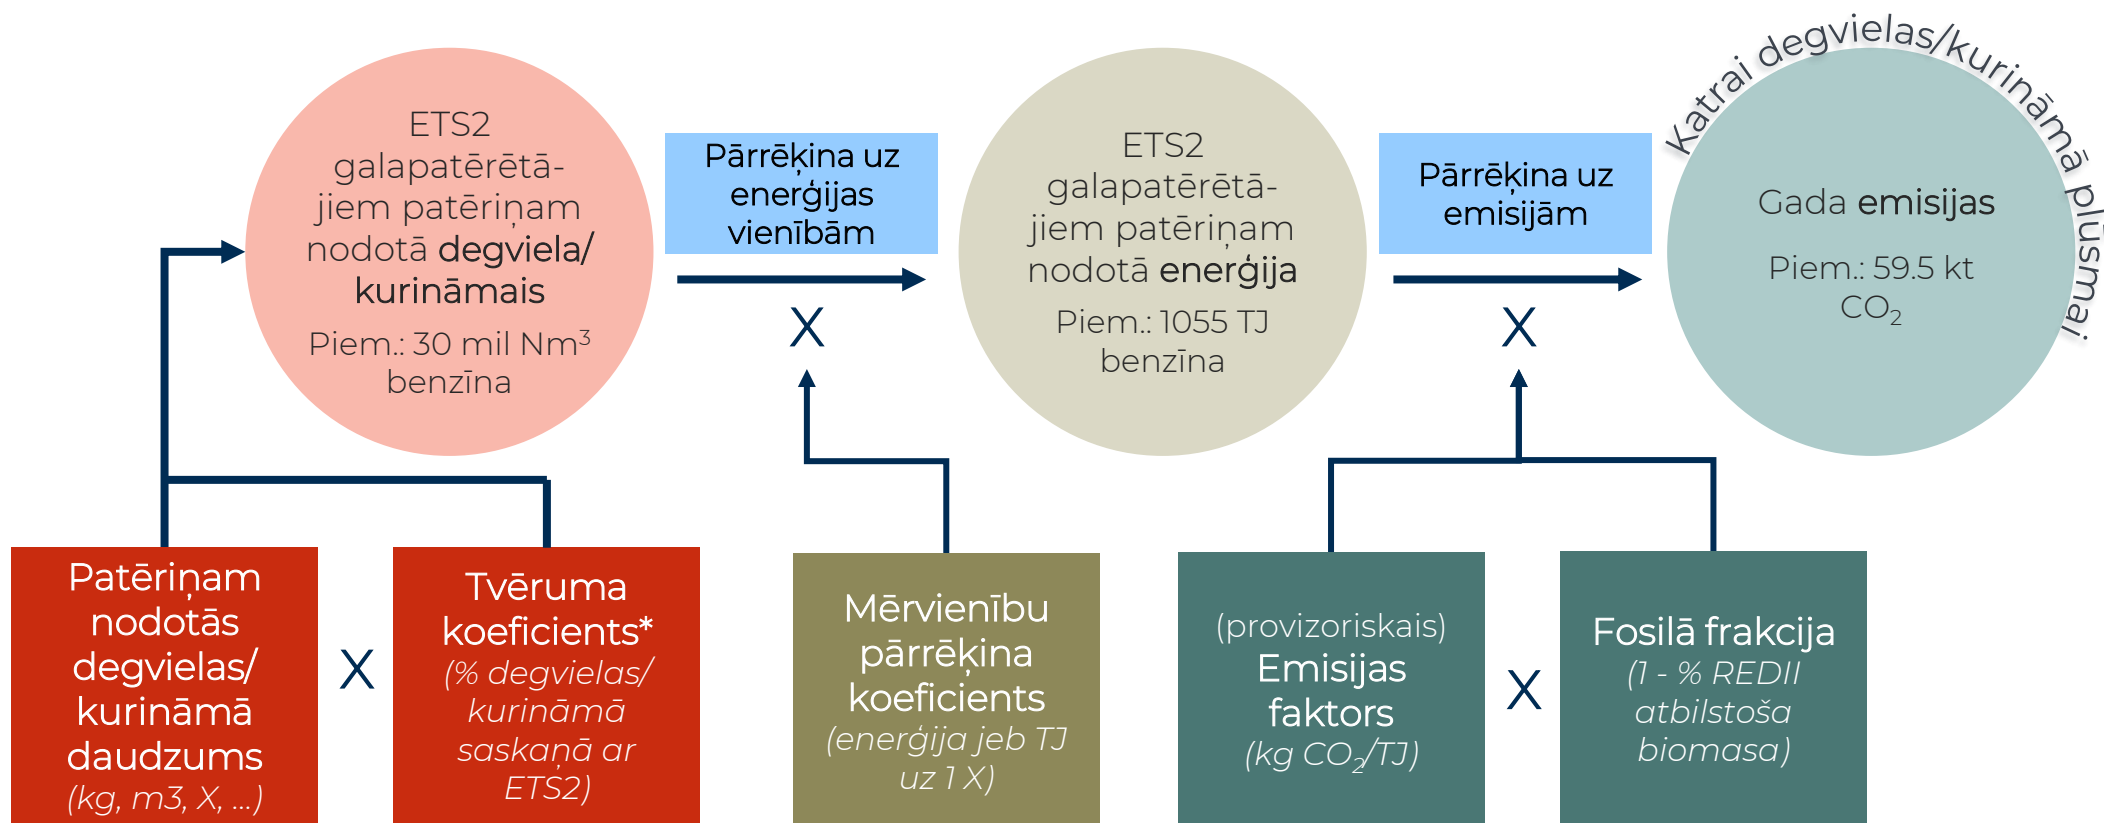 Katrai degvielas/kurināmā plūsmai
ETS2
galapatērētā-
jiem patēriņam
nodotā degviela/
kurināmais
Piem.: 30 mil Nm³
benzīna
Pārrēķina uz
enerģijas
vienībām
X
ETS2
galapatērētā-
jiem patēriņam
nodotā enerģija
Piem.: 1055 TJ
benzīna
Pārrēķina uz
emisijām
X
Gada emisijas
Piem.: 59.5 kt
CO₂
Patēriņam
nodotās
degvielas/
kurināmā
daudzums
(kg, m3, X, ...)
X
Tvēruma
koeficients*
(% degvielas/
kurināmā
saskaņā ar
ETS2)
Mērvienību
pārrēķina
koeficients
(enerģija jeb TJ
uz 1 X)
(provizoriskais)
Emisijas
faktors
(kg CO₂/TJ)
X
Fosilā frakcija
(1 - % REDII
atbilstoša
biomasa)